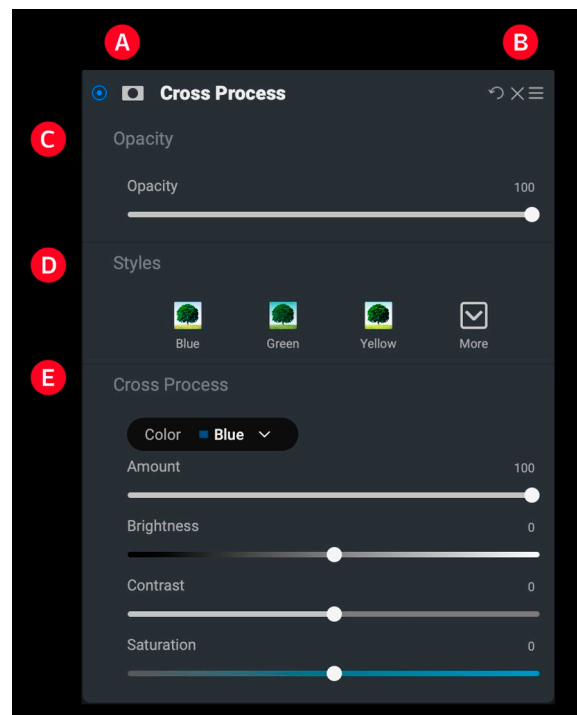 A
B
Cross Process
C
Opacity
Opacity 100
D
Styles
Blue Green Yellow More
E
Cross Process
Color Blue
Amount 100
Brightness 0
Contrast 0
Saturation 0